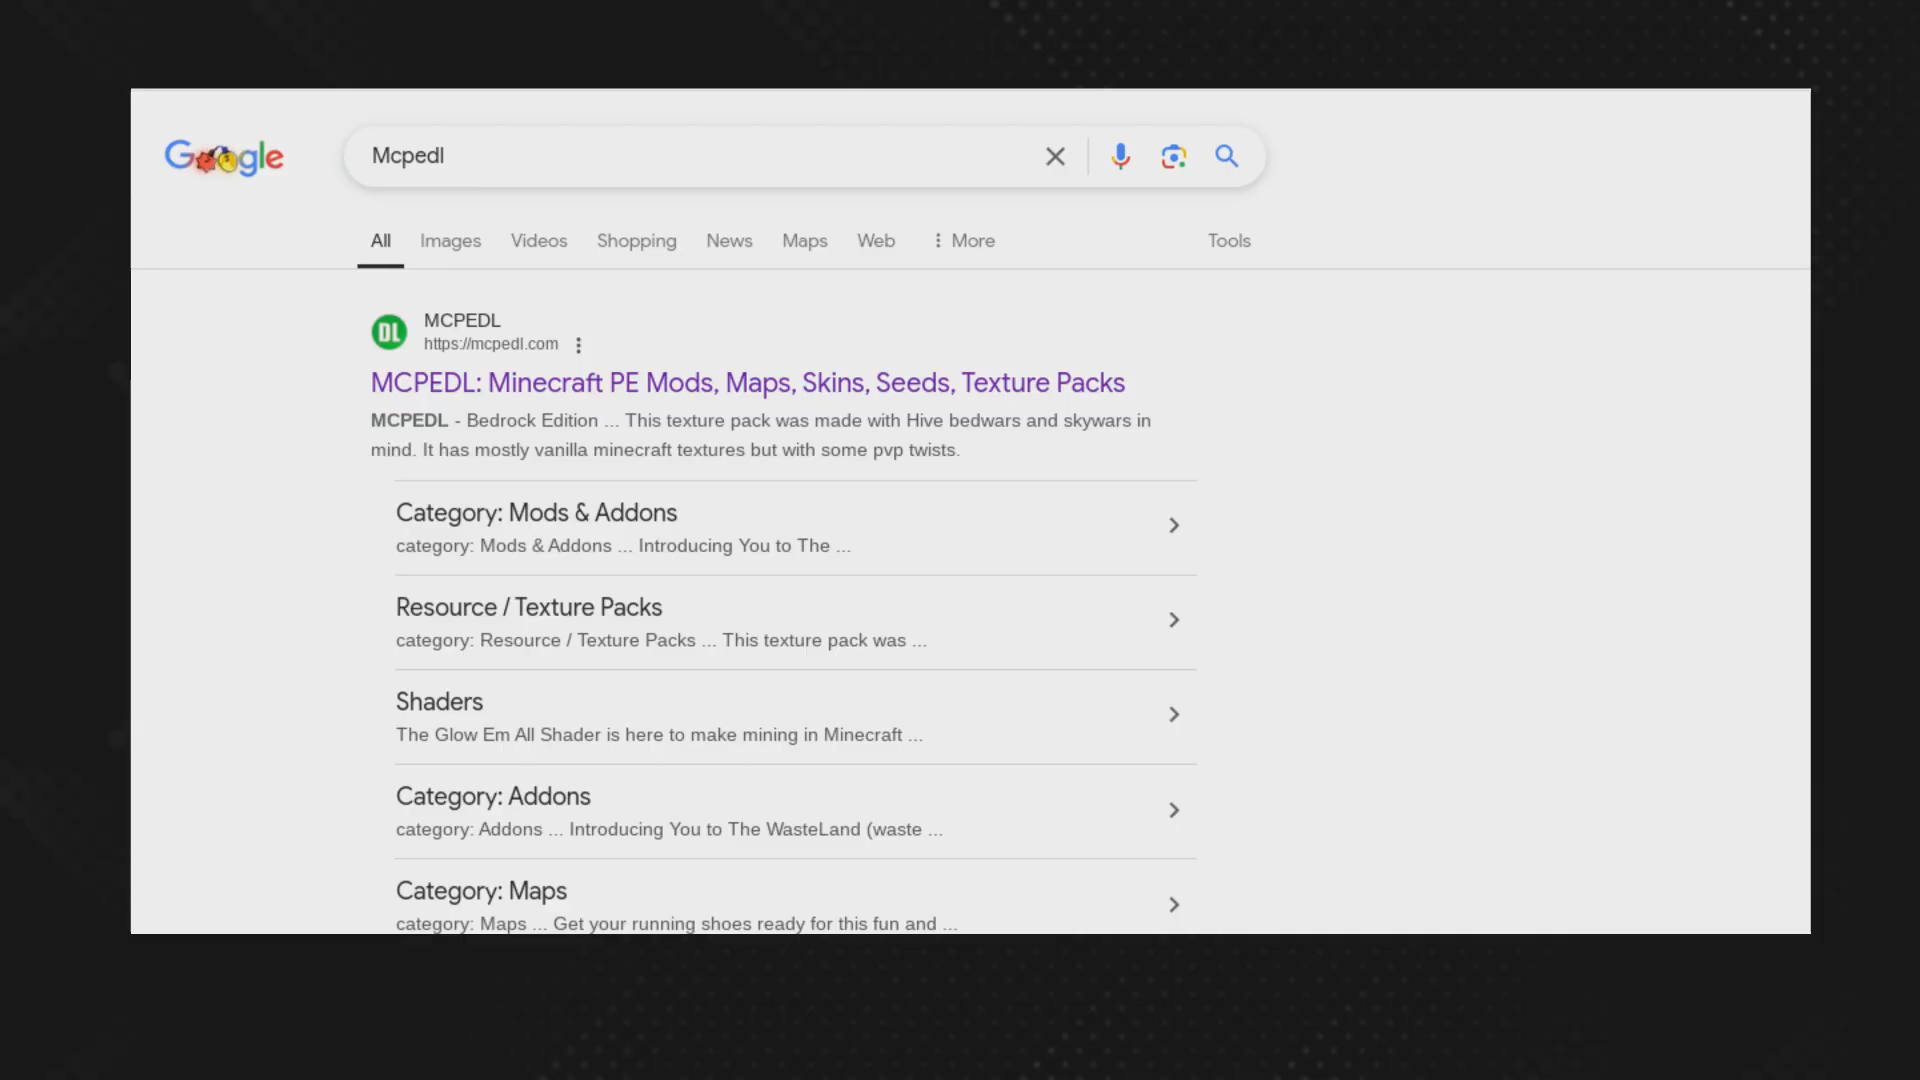 Google
Mcpedl
All Images Videos Shopping News Maps Web More Tools
DL
MCPEDL
https://mcpedl.com
MCPEDL: Minecraft PE Mods, Maps, Skins, Seeds, Texture Packs
MCPEDL - Bedrock Edition ... This texture pack was made with Hive bedwars and skywars in
mind. It has mostly vanilla minecraft textures but with some pvp twists.
Category: Mods & Addons
category: Mods & Addons ... Introducing You to The ...
Resource / Texture Packs
category: Resource / Texture Packs ... This texture pack was ...
Shaders
The Glow Em All Shader is here to make mining in Minecraft ...
Category: Addons
category: Addons ... Introducing You to The WasteLand (waste ...
Category: Maps
category: Maps ... Get your running shoes ready for this fun and ...